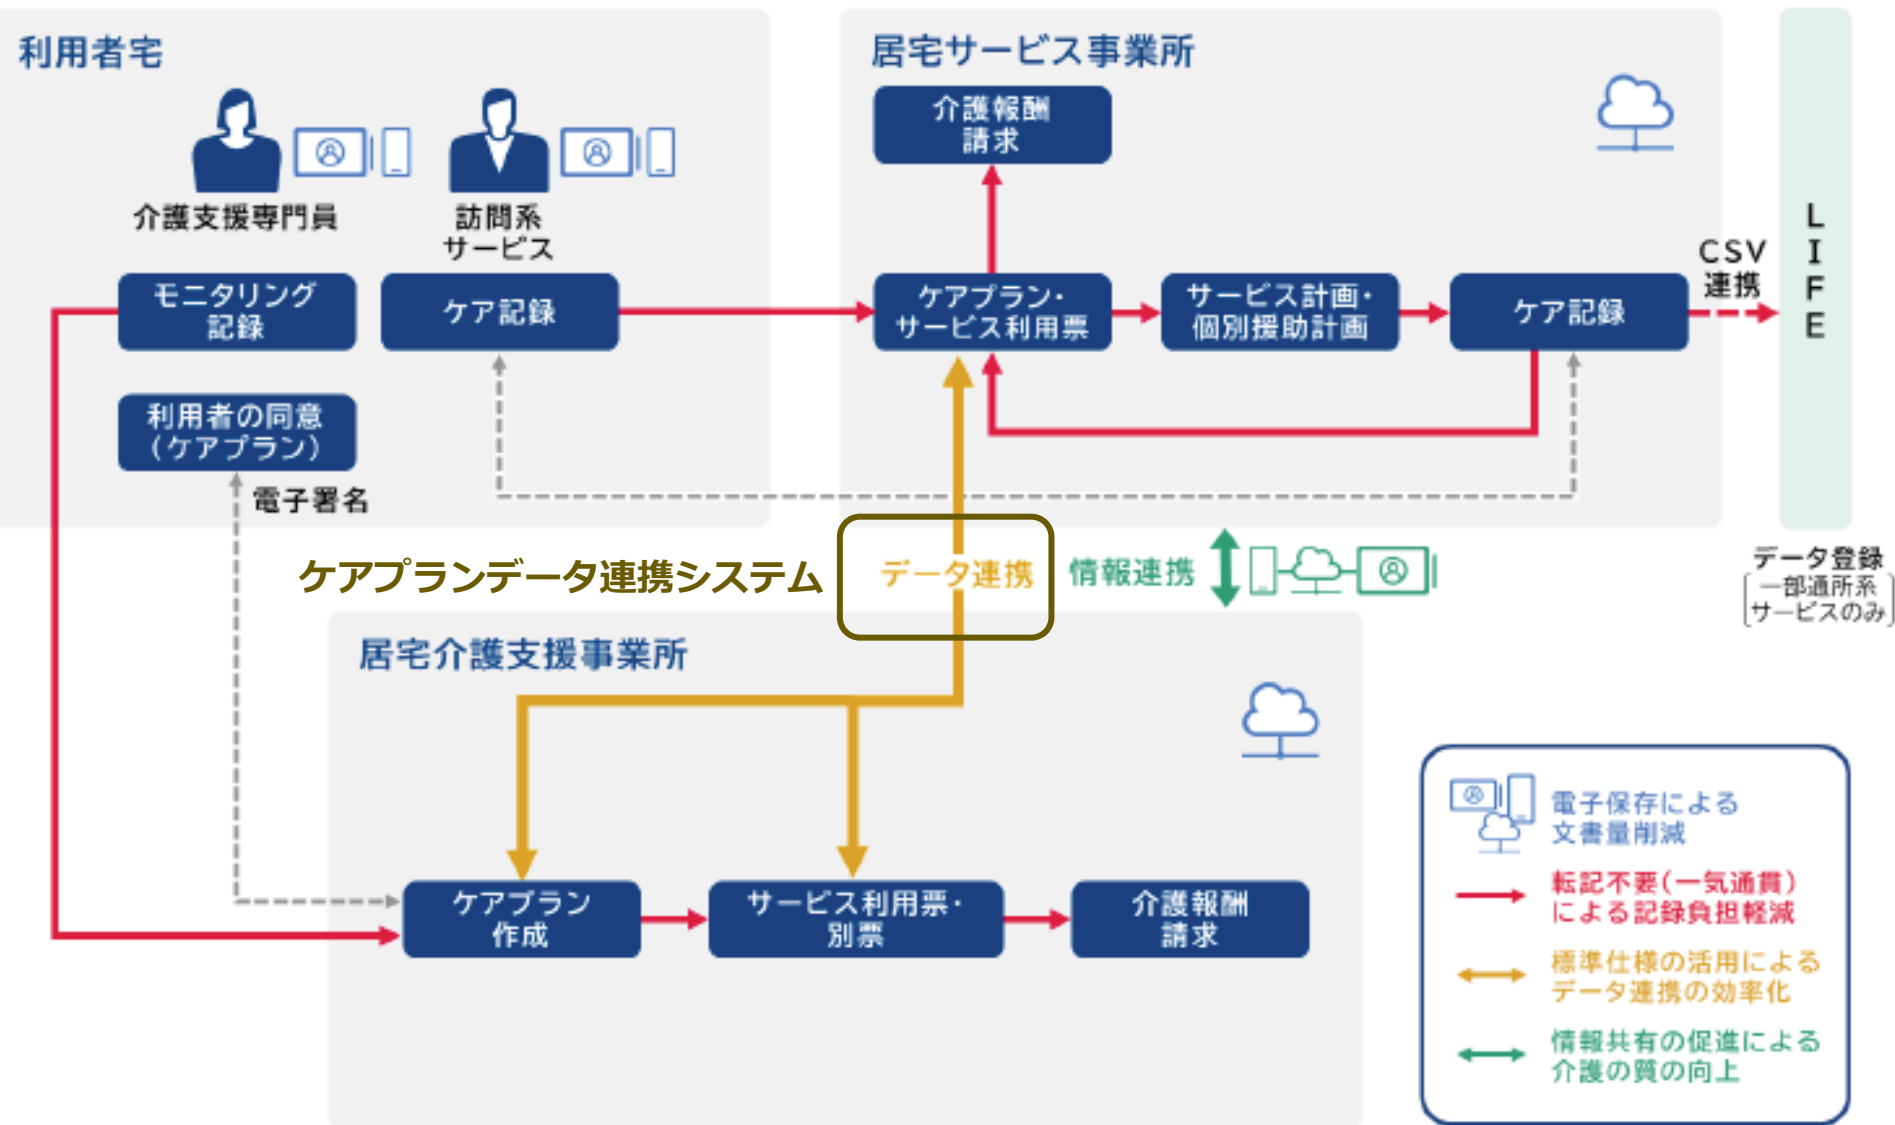 利用者宅
介護支援専門員
訪問系
サービス
モニタリング
記録
ケア記録
利用者の同意
（ケアプラン）
電子署名
居宅サービス事業所
介護報酬
請求
ケアプラン・
サービス利用票
サービス計画・
個別援助計画
ケア記録
CSV
連携
LIFE
データ登録
一部通所系
サービスのみ
ケアプランデータ連携システム
データ連携
情報連携
居宅介護支援事業所
ケアプラン
作成
サービス利用票・
別票
介護報酬
請求
電子保存による
文書量削減
転記不要（一気通貫）
による記録負担軽減
標準仕様の活用による
データ連携の効率化
情報共有の促進による
介護の質の向上